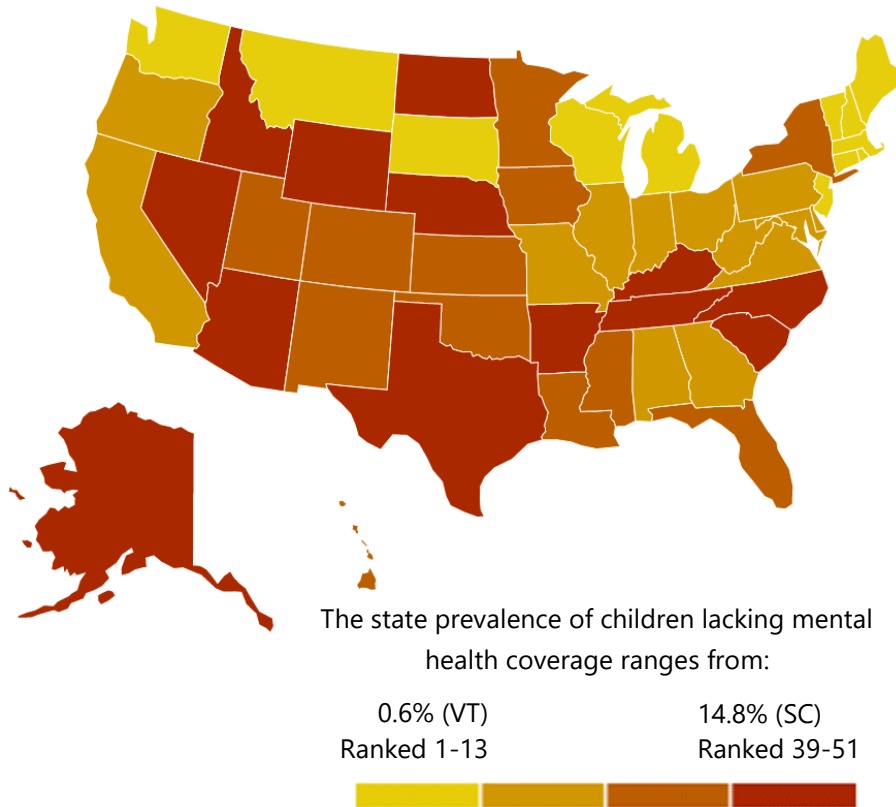 The state prevalence of children lacking mental
health coverage ranges from:
0.6% (VT) 14.8% (SC)
Ranked 1-13 Ranked 39-51